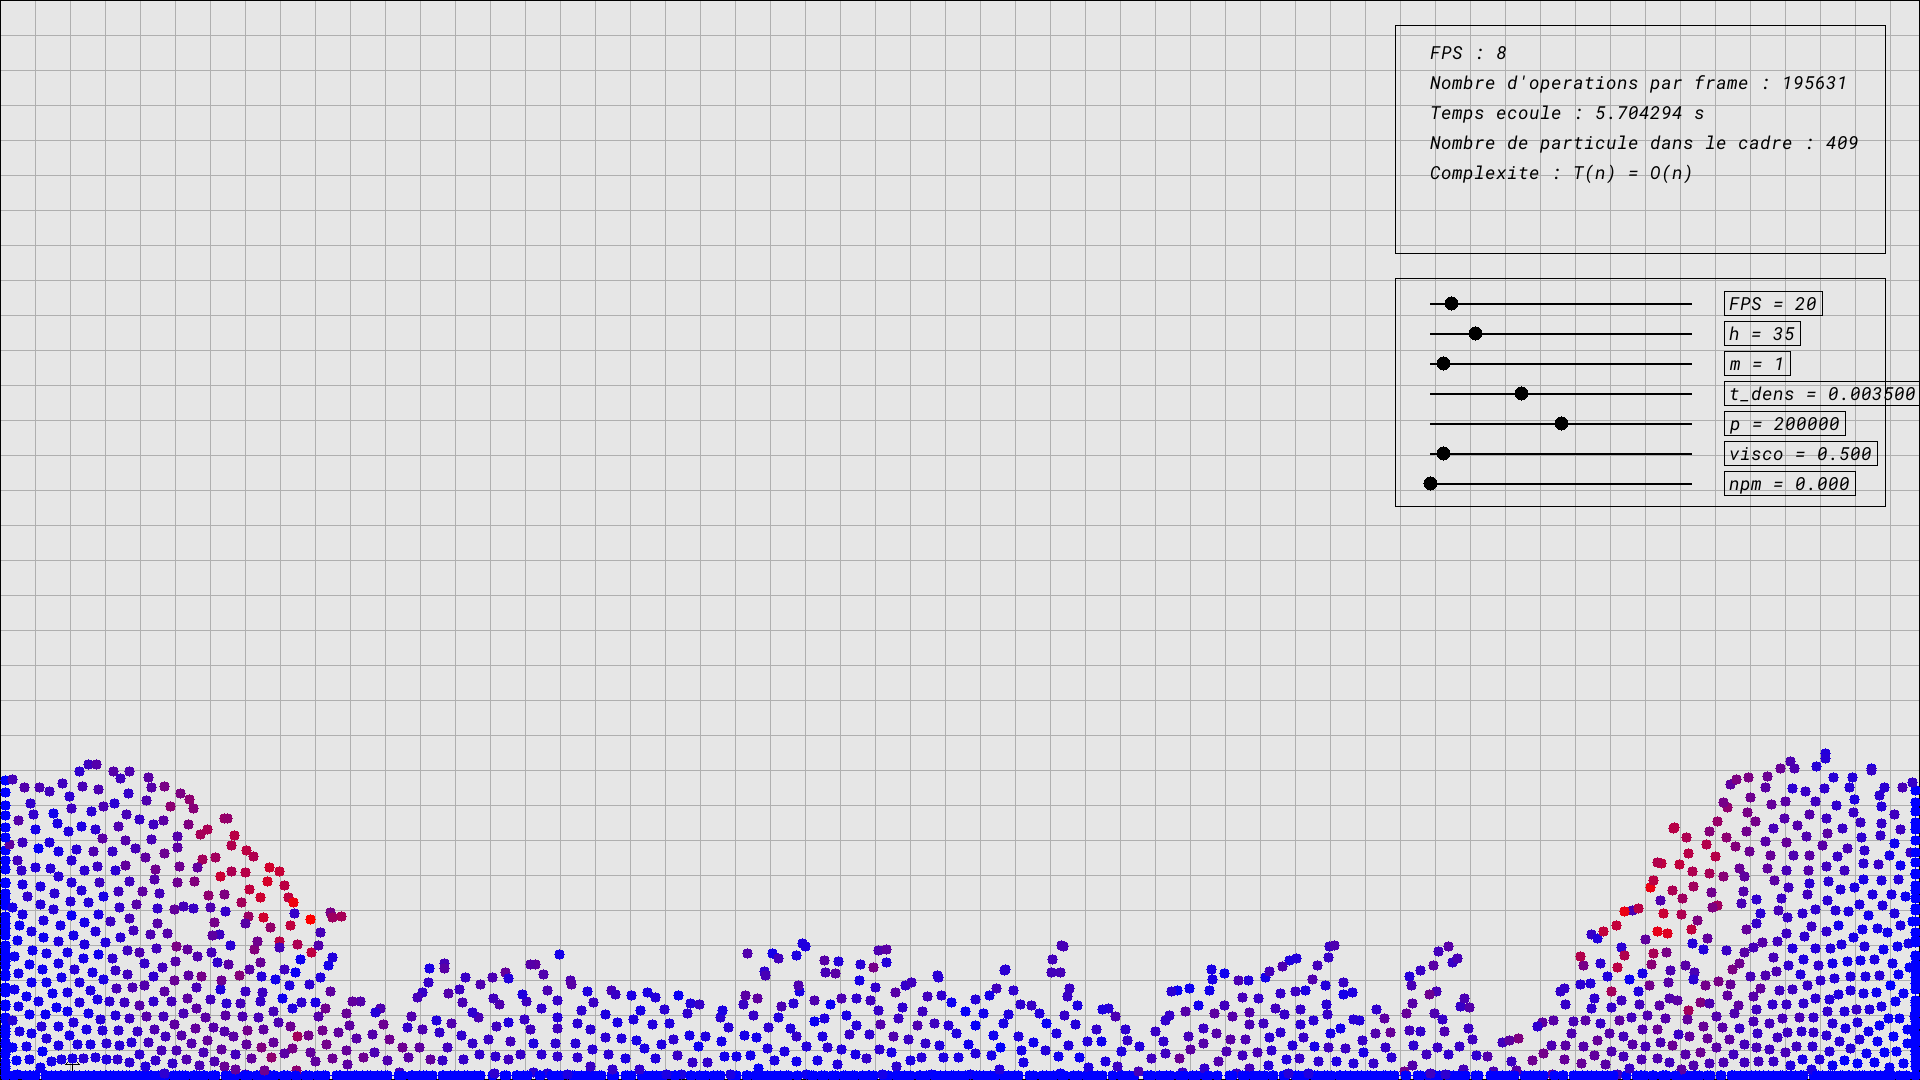 FPS : 8
Nombre d'operations par frame : 195631
Temps ecoule : 5.704294 s
Nombre de particule dans le cadre : 409
Complexite : T(n) = O(n)
FPS = 20
h = 35
m = 1
t_dens = 0.003500
p = 200000
visco = 0.500
npm = 0.000